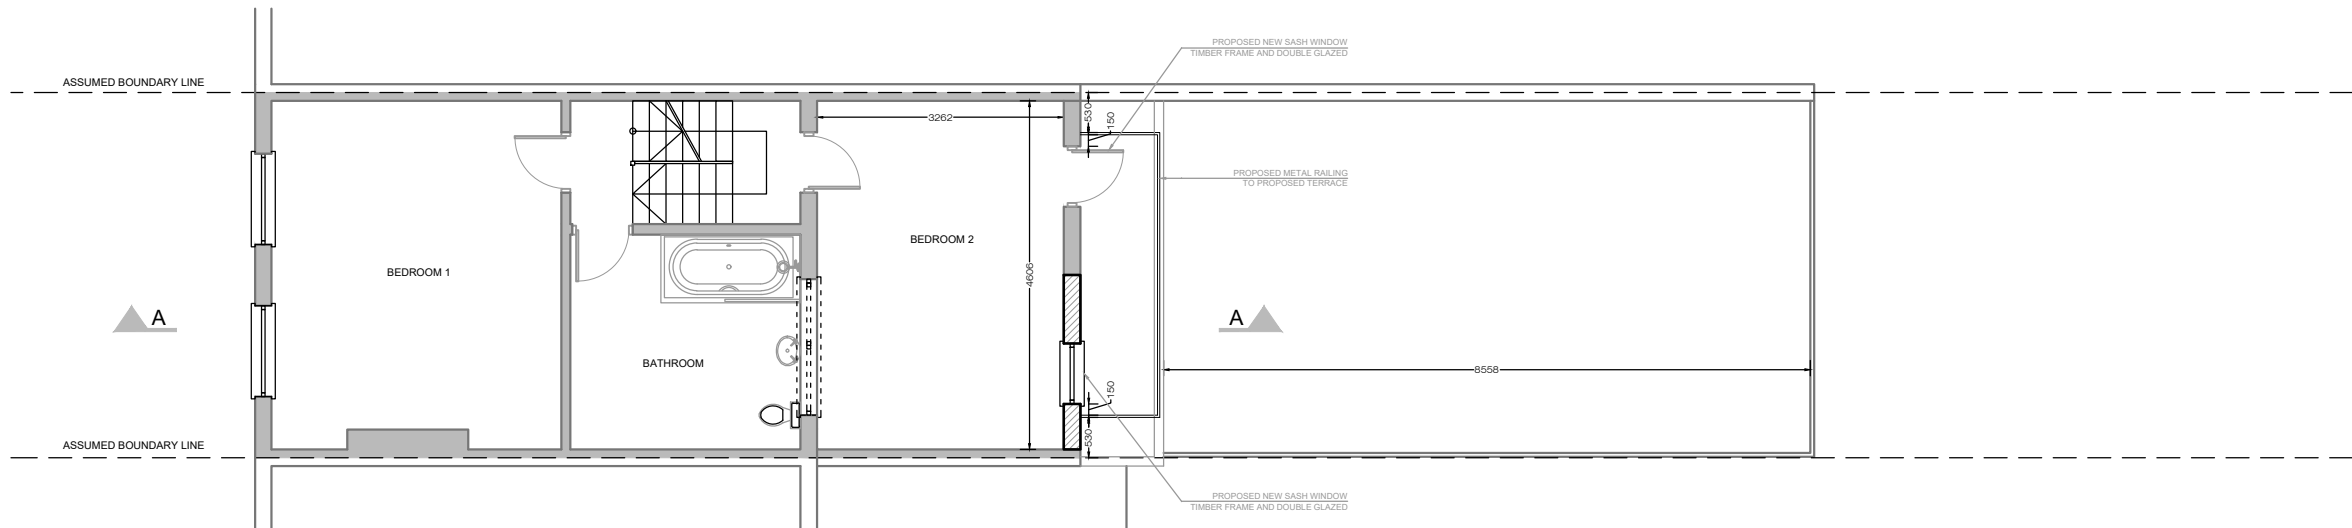 PROPOSED NEW SASH WINDOW
TIMBER FRAME AND DOUBLE GLAZED
ASSUMED BOUNDARY LINE
530
150
3262
PROPOSED METAL RAILING
TO PROPOSED TERRACE
BEDROOM 2
BEDROOM 1
4606
A
A
BATHROOM
8558
150
530
ASSUMED BOUNDARY LINE
PROPOSED NEW SASH WINDOW
TIMBER FRAME AND DOUBLE GLAZED